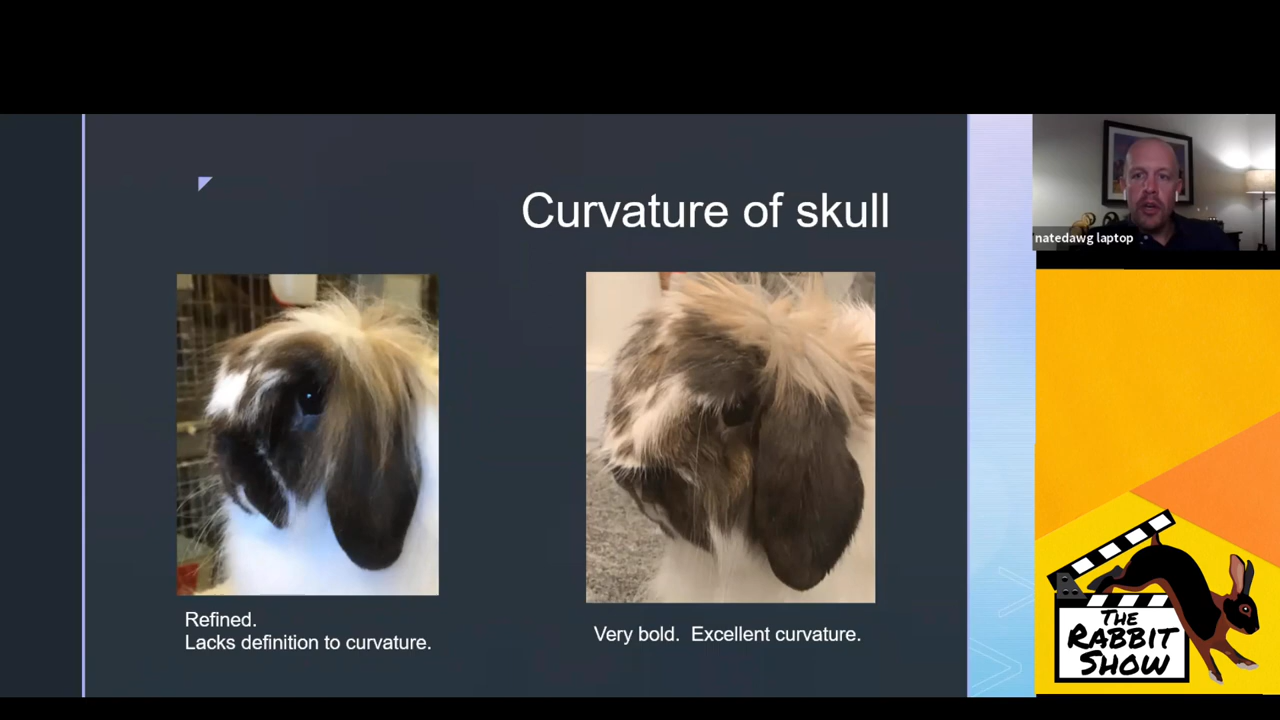 Curvature of skull
natedawg laptop
Refined.
Lacks definition to curvature.
Very bold.  Excellent curvature.
THE
RABBIT
SHOW